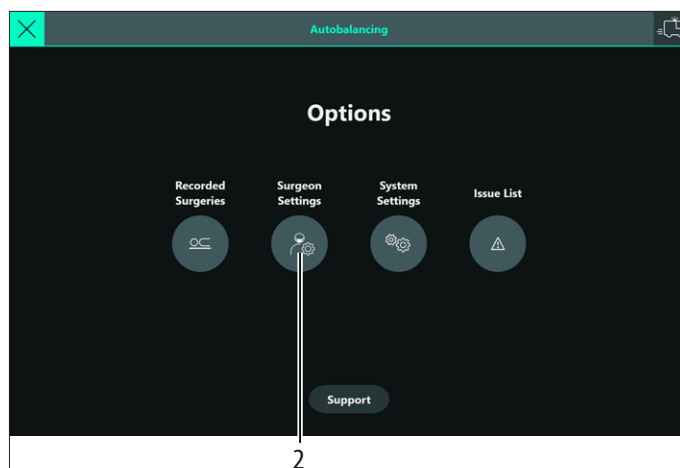 Autobalancing
Options
Recorded
Surgeries
Surgeon
Settings
System
Settings
Issue List
Support
2